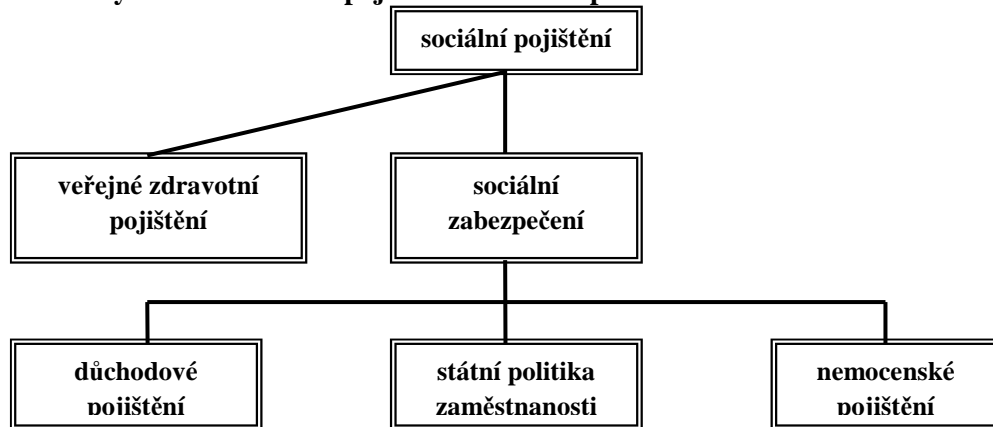 sociální pojištění
veřejné zdravotní
pojištění
sociální
zabezpečení
důchodové
pojištění
státní politika
zaměstnanosti
nemocenské
pojištění